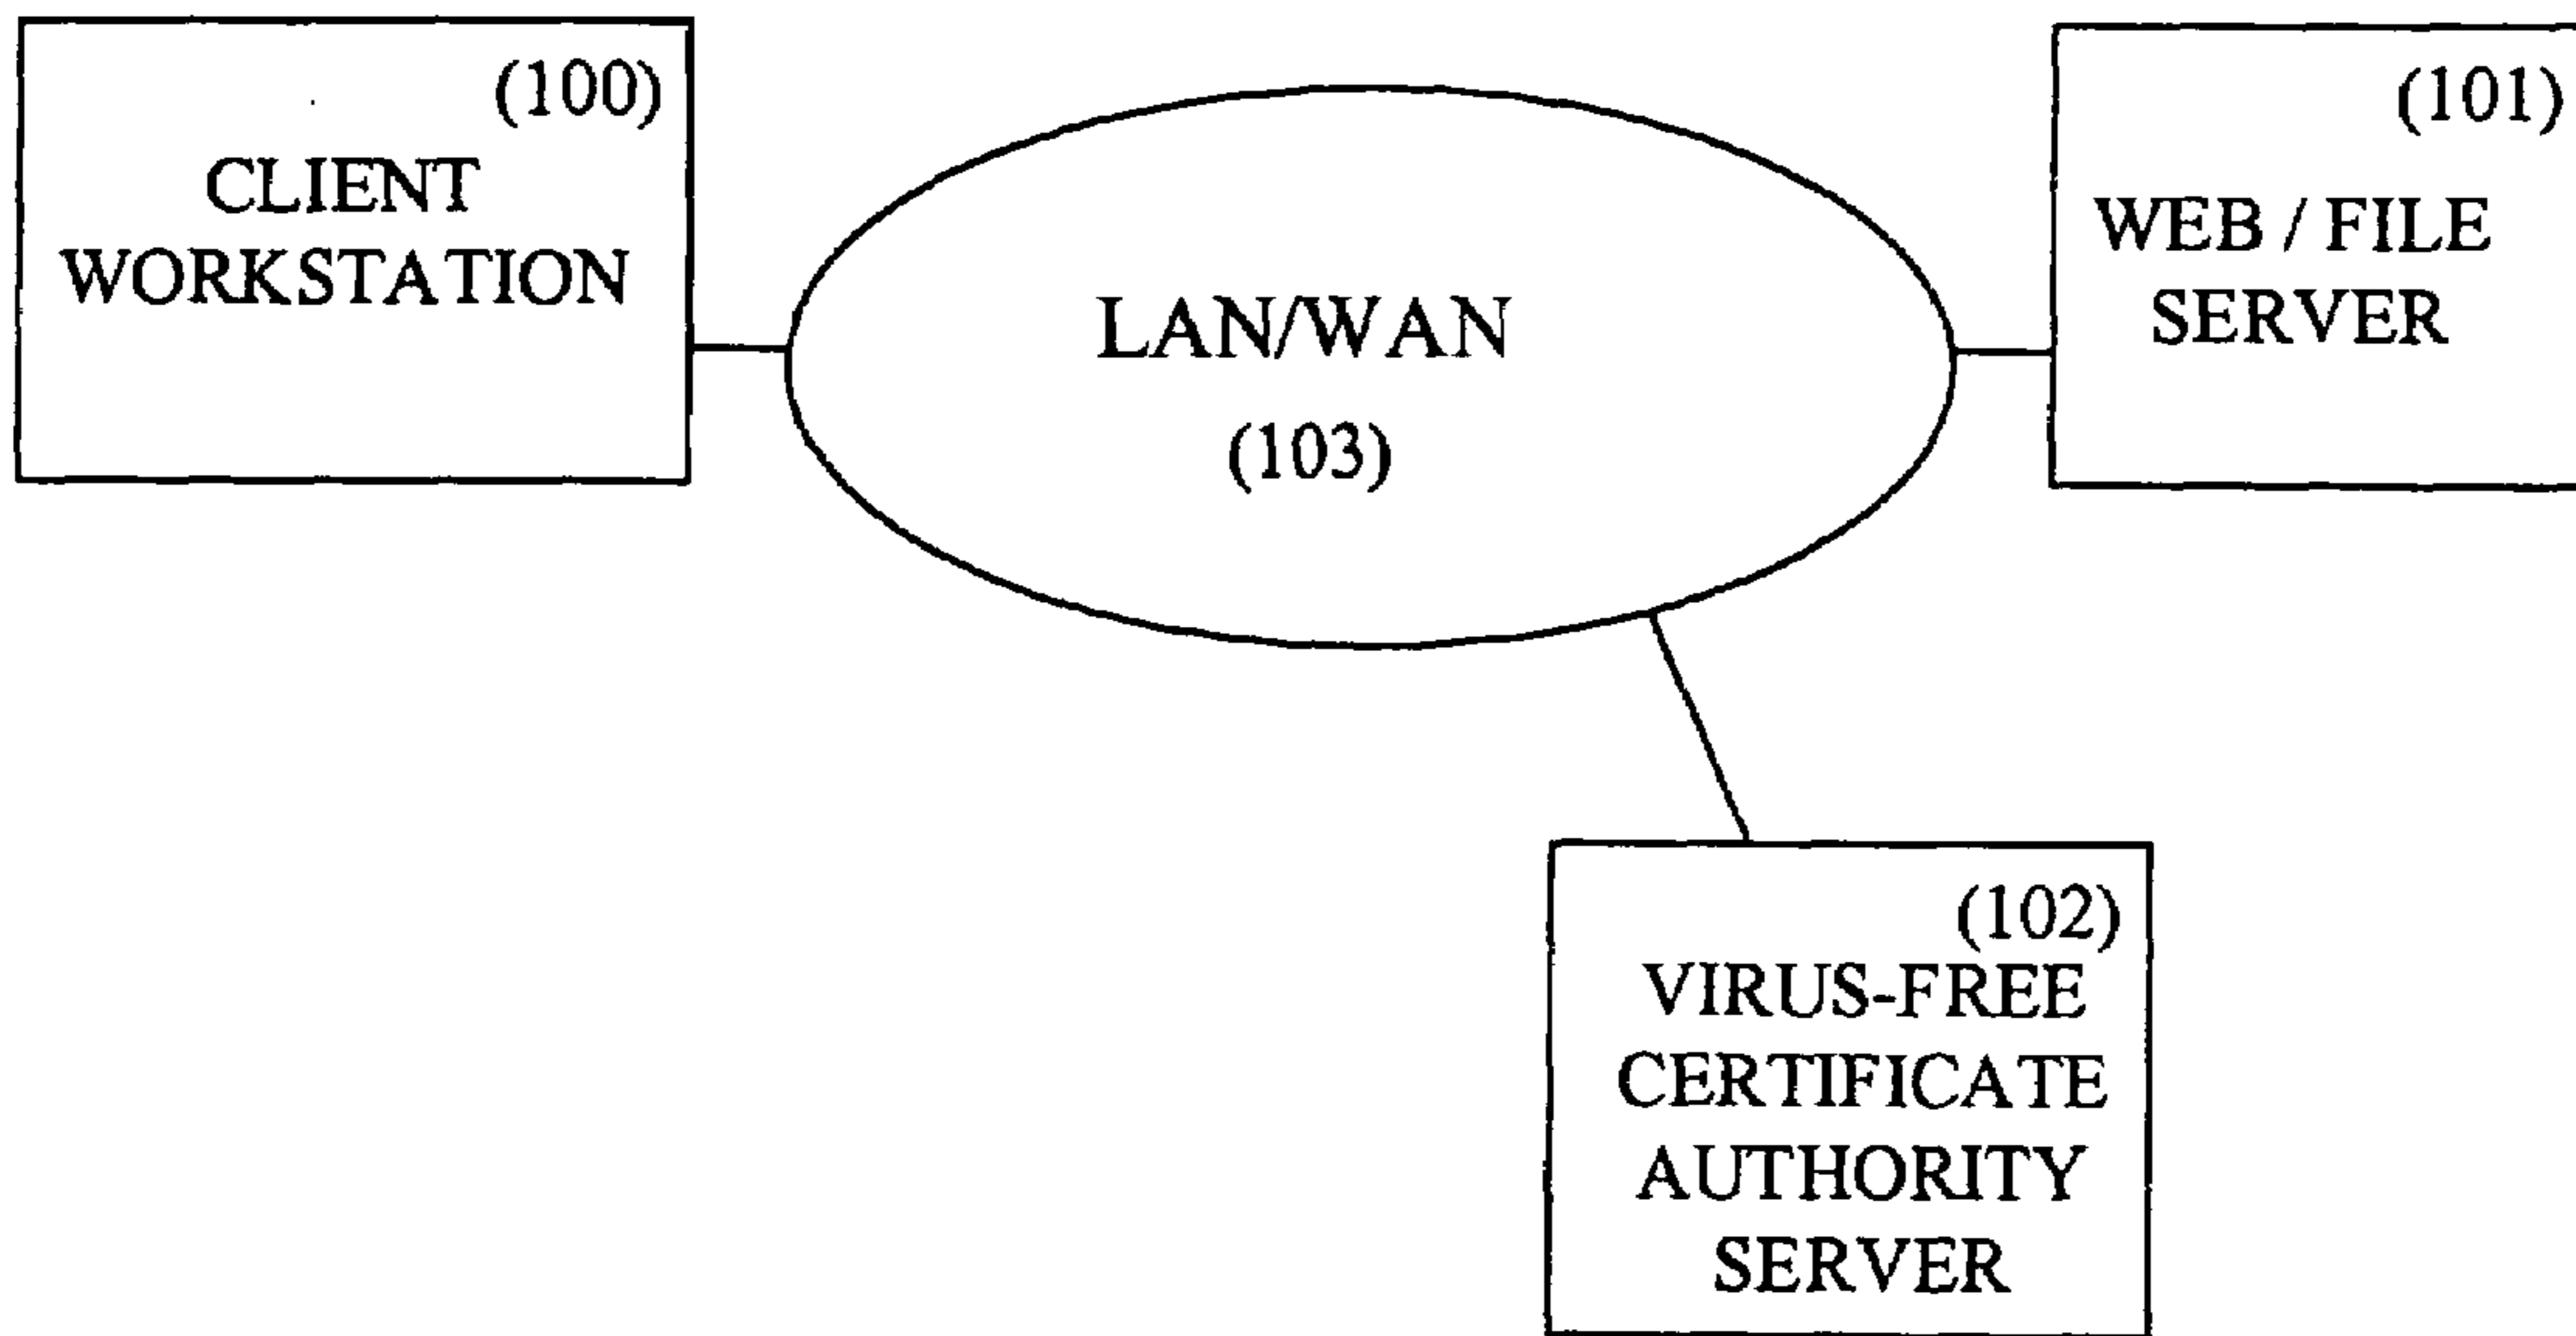 (100)
CLIENT
WORKSTATION
LAN/WAN
(103)
(101)
WEB / FILE
SERVER
(102)
VIRUS-FREE
CERTIFICATE
AUTHORITY
SERVER